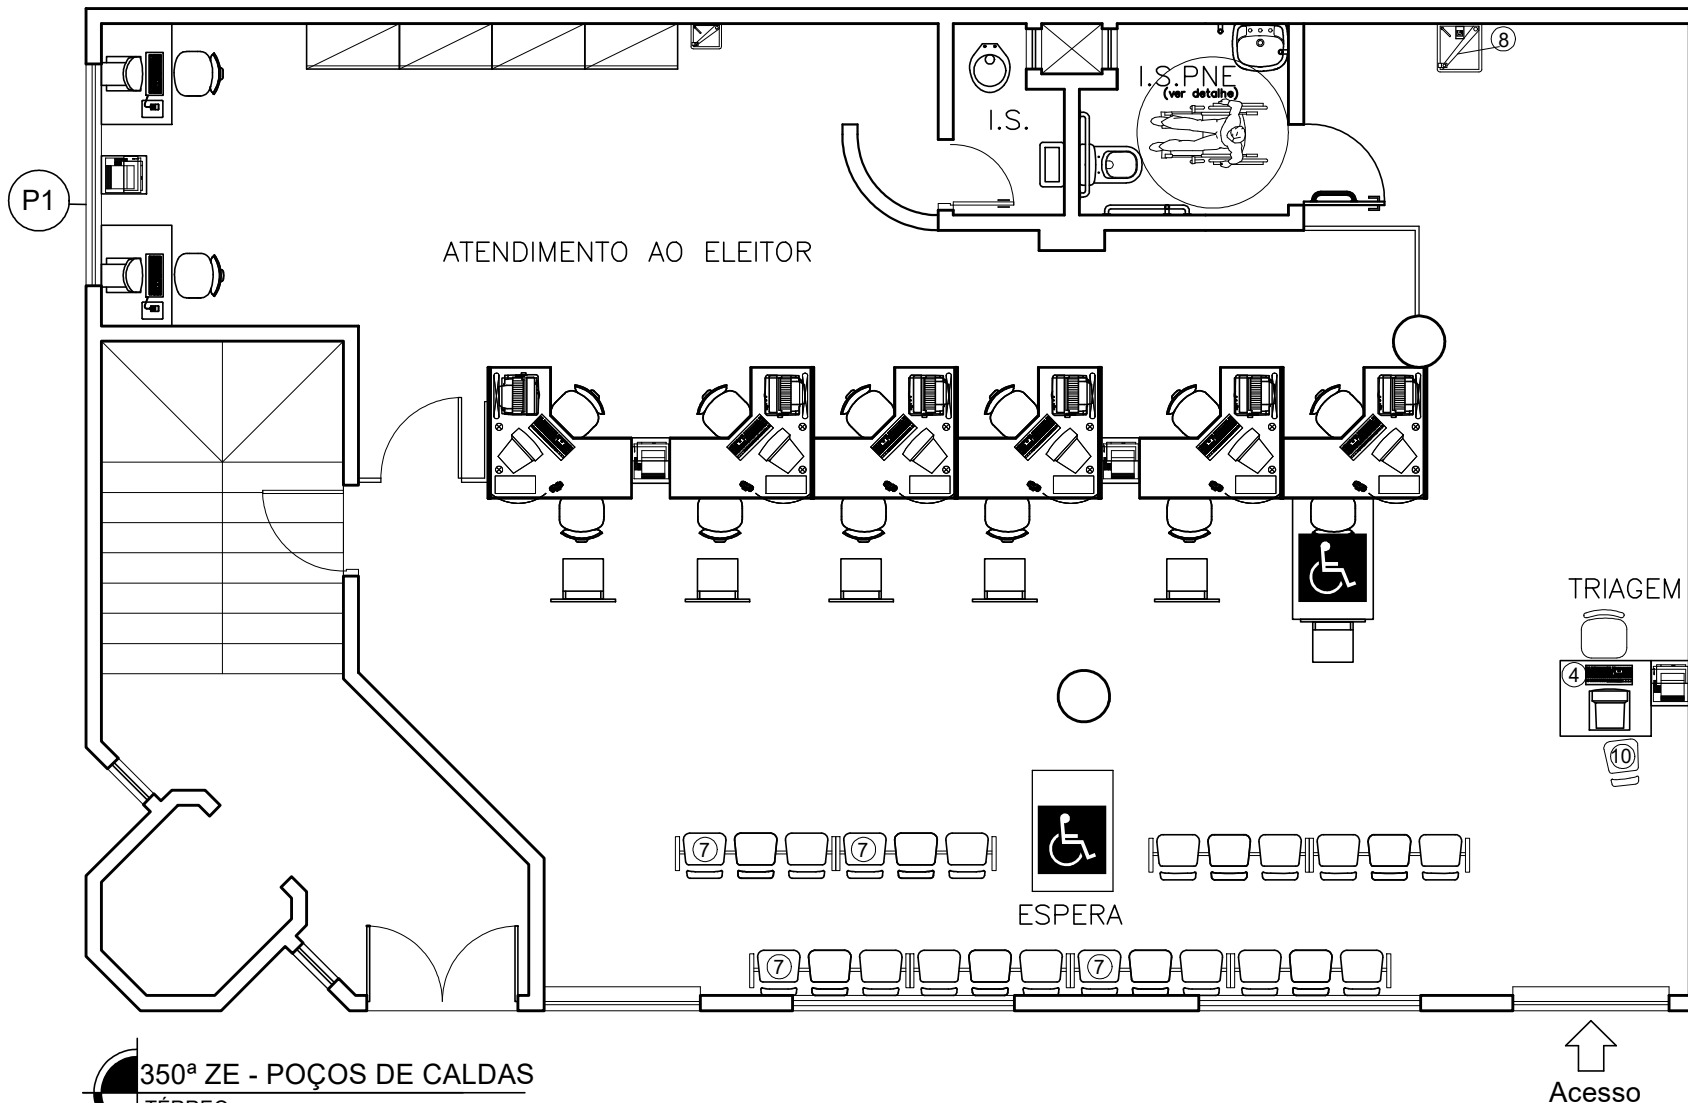 8
I.S.PNE
(ver detalhe)
I.S.
P1
ATENDIMENTO AO ELEITOR
TRIAGEM
4
10
7
7
ESPERA
7
7
350ª ZE - POÇOS DE CALDAS
TÉRREO
Acesso